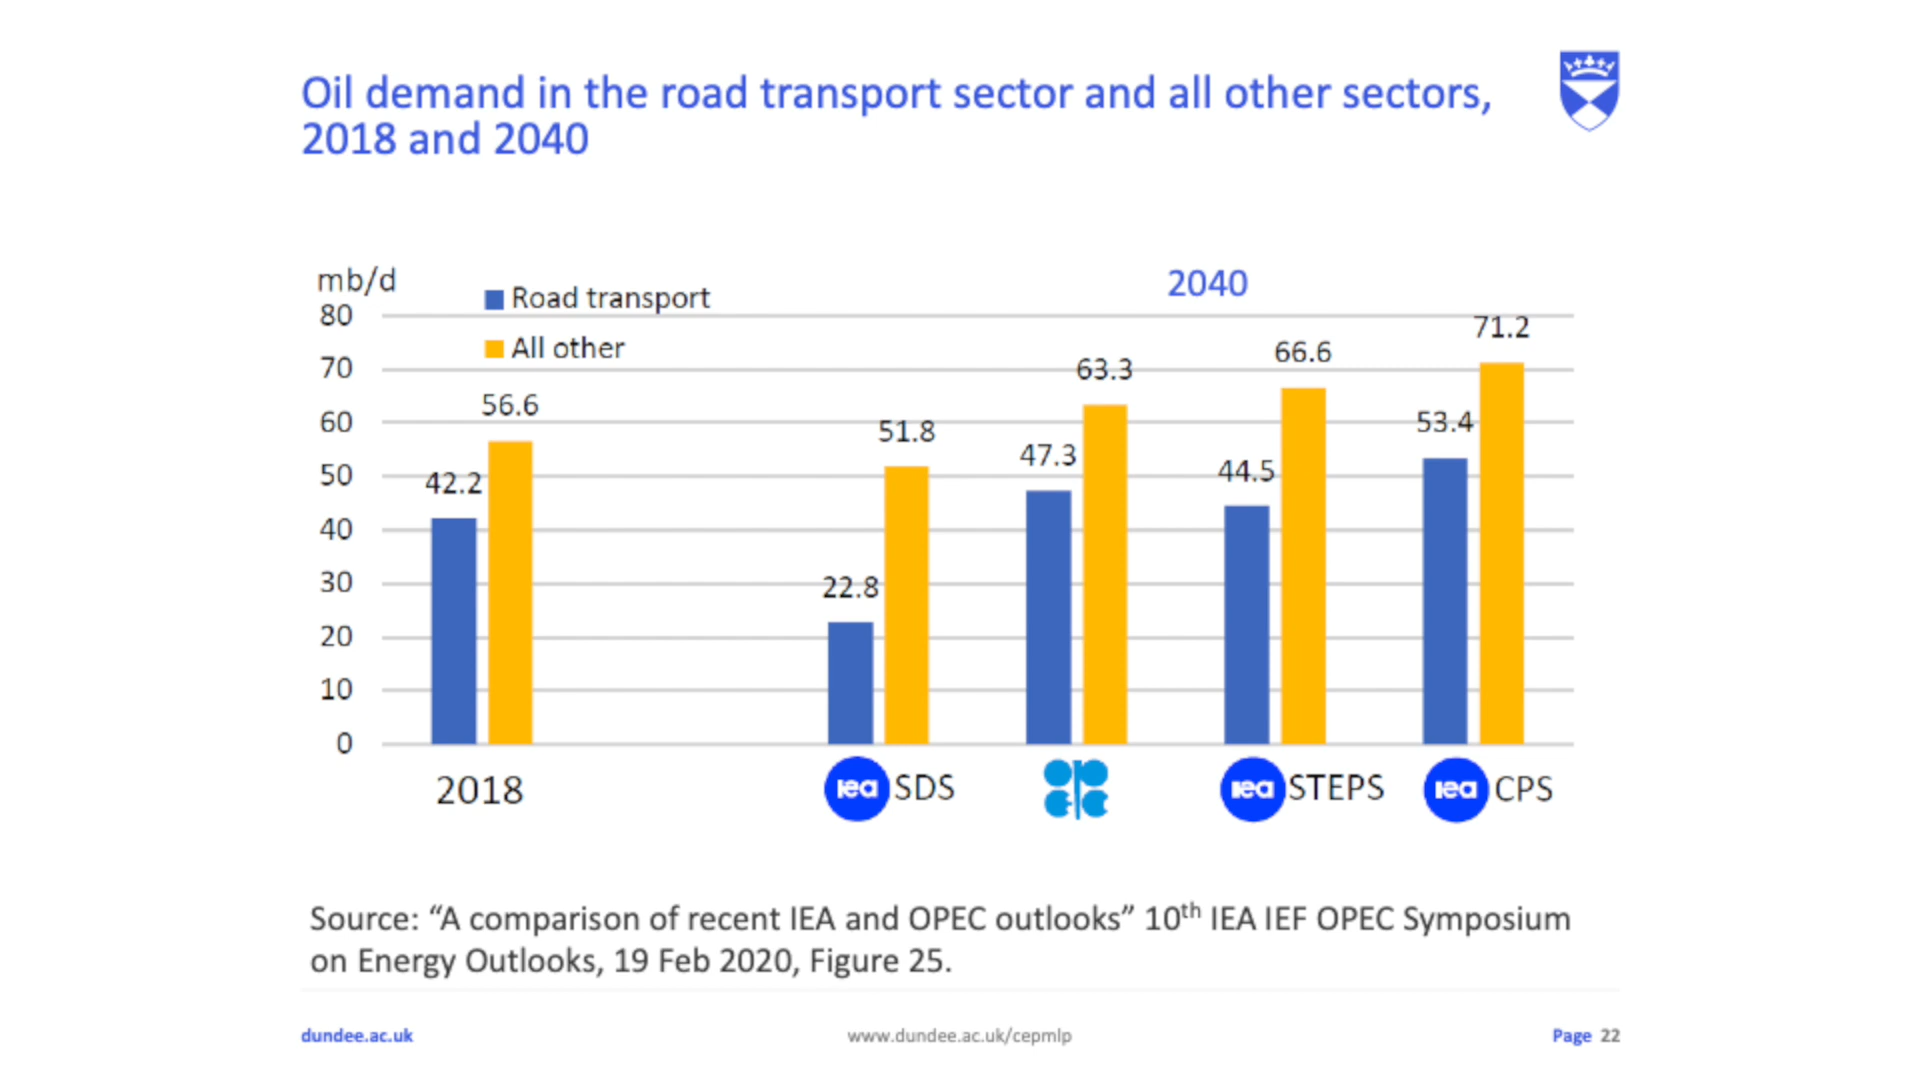 Oil demand in the road transport sector and all other sectors,
2018 and 2040
mb/d
Road transport
All other
2040
80
70
60
50
40
30
20
10
0
42.2
56.6
22.8
51.8
47.3
63.3
44.5
66.6
53.4
71.2
2018
iea SDS
iea STEPS
iea CPS
Source: “A comparison of recent IEA and OPEC outlooks” 10th IEA IEF OPEC Symposium
on Energy Outlooks, 19 Feb 2020, Figure 25.
dundee.ac.uk
www.dundee.ac.uk/cepmlp
Page 22